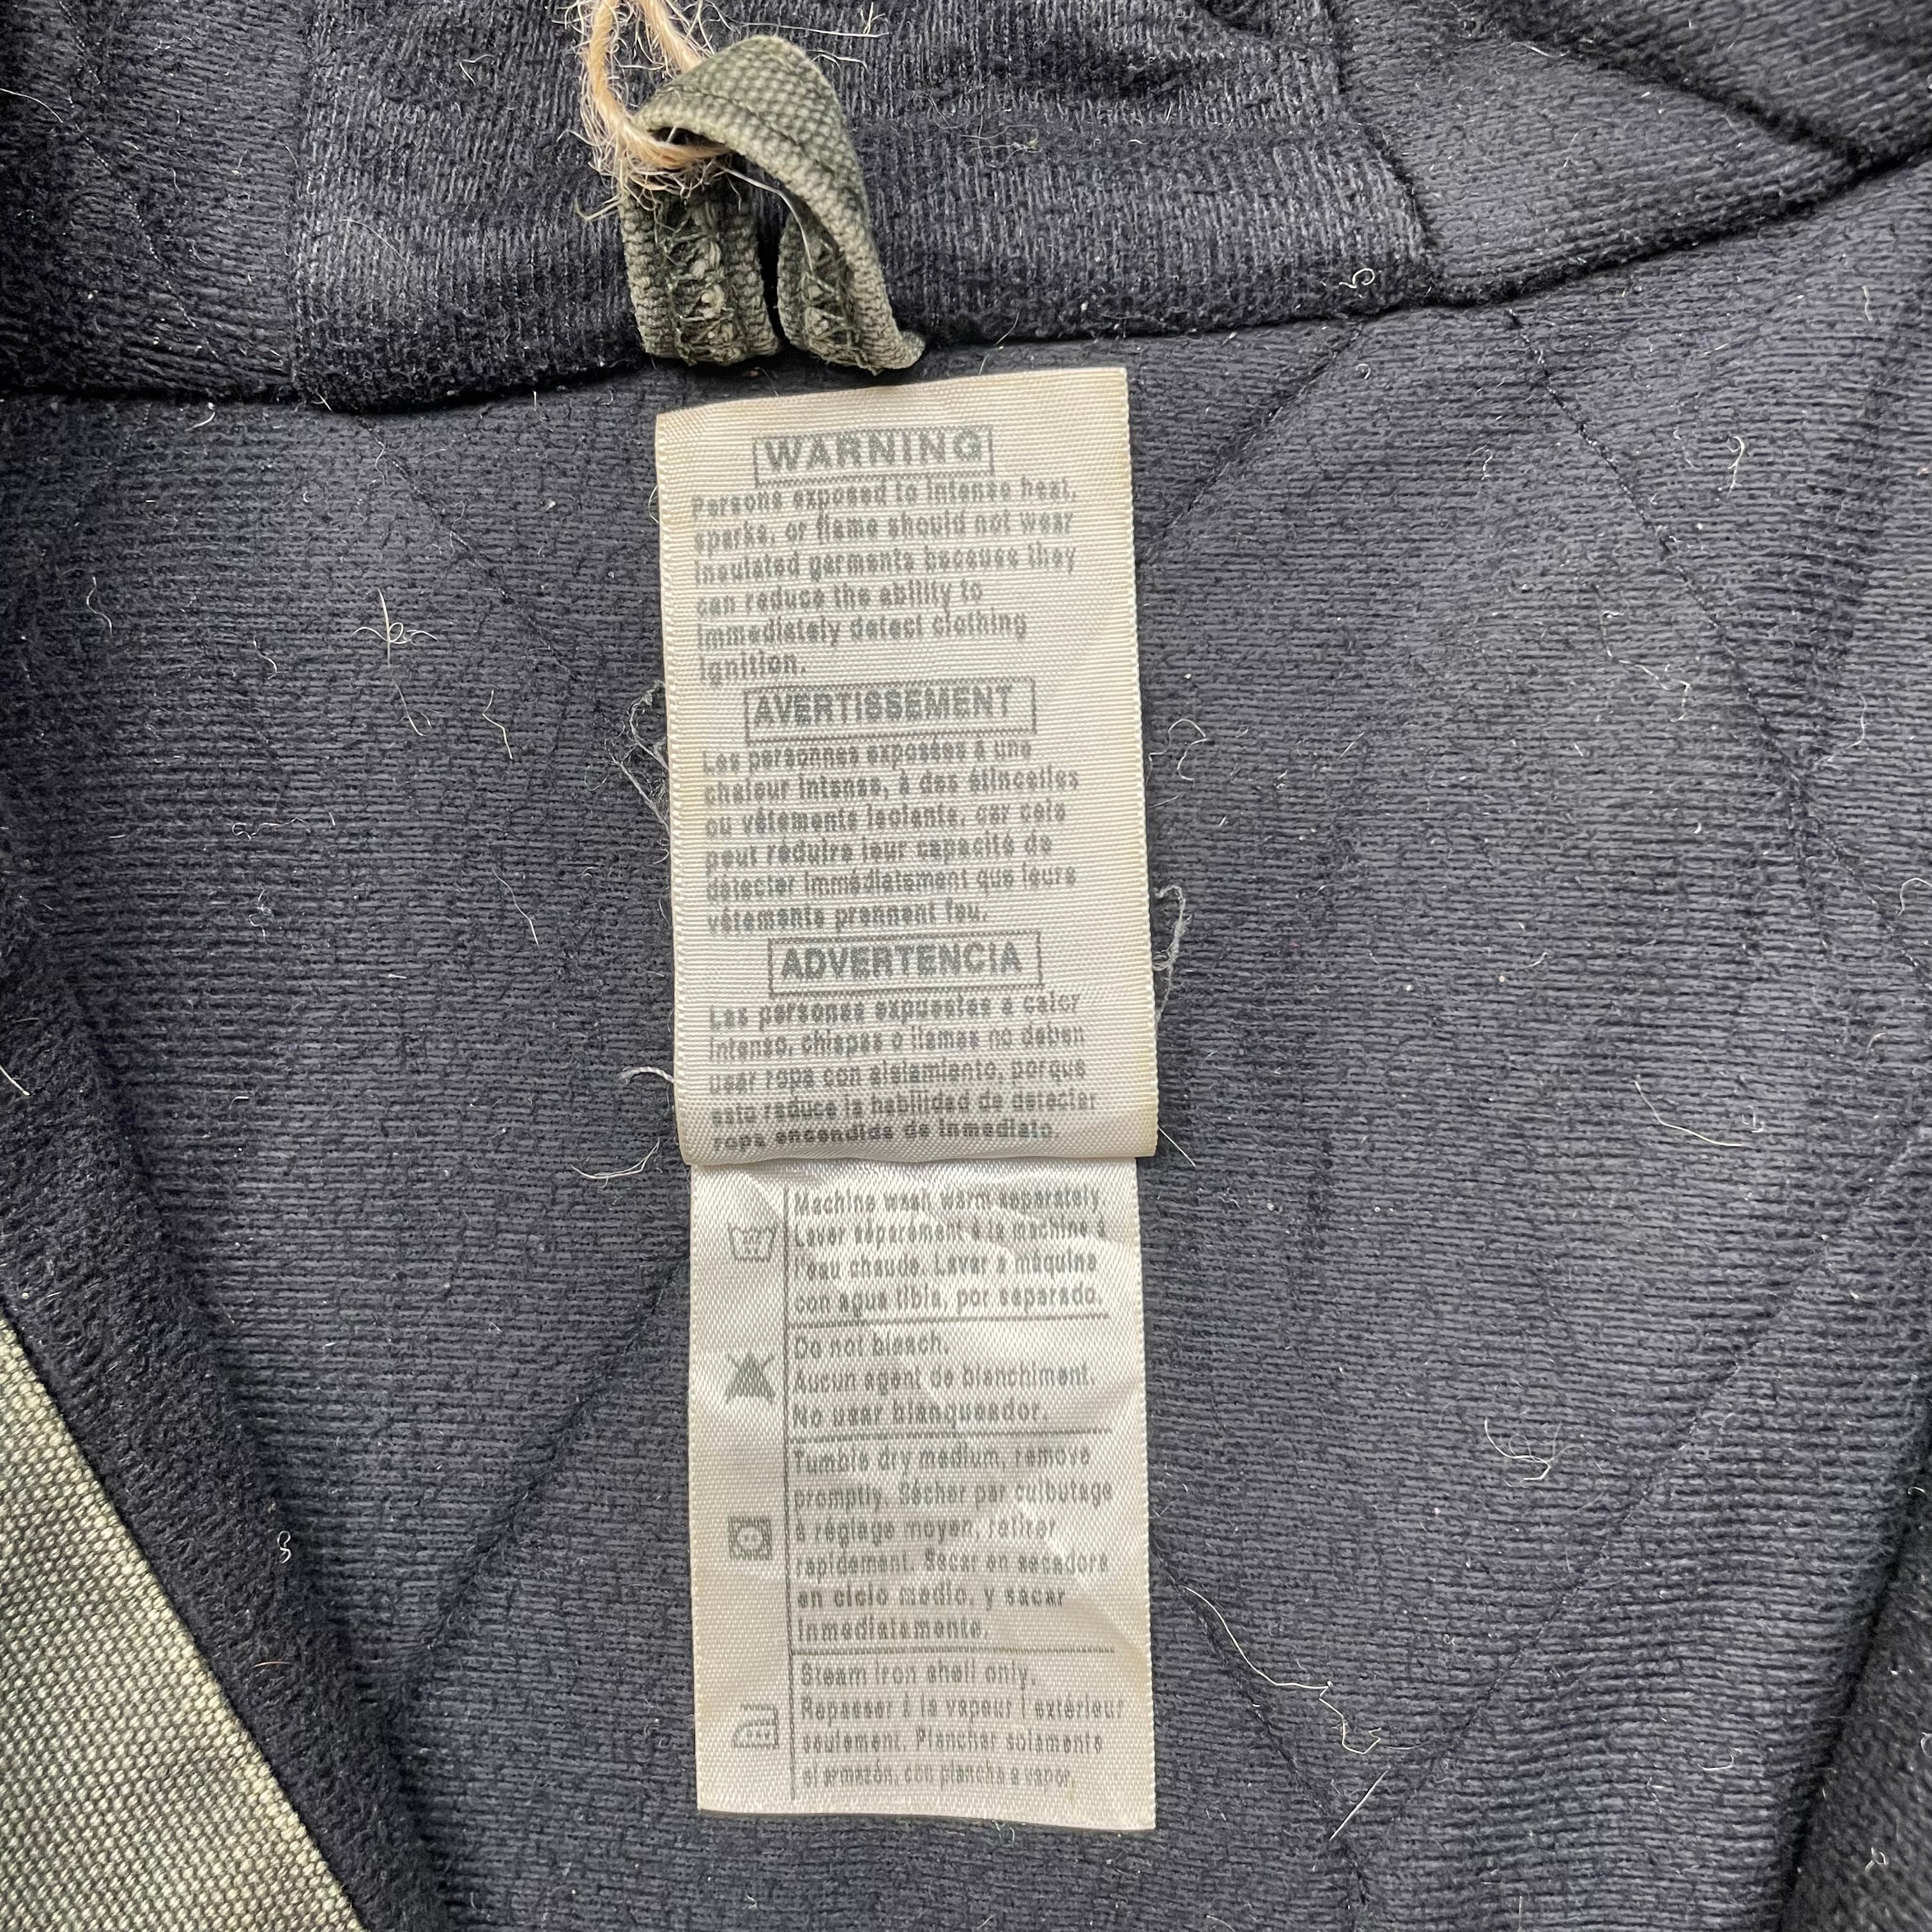 WARNING
Persons exposed to intense heat,
sparks, or flame should not wear
insulated garments because they
can reduce the ability to
immediately detect clothing
ignition.
AVERTISSEMENT
Les personnes exposées à une
chaleur intense, à des étincelles
ou vêtements isolants, car cela
peut réduire leur capacité de
détecter immédiatement que leurs
vêtements prennent feu.
ADVERTENCIA
Las personas expuestas a calor
intenso, chispas o llamas no deben
usar ropa con aislamiento, porque
esto reduce la habilidad de detectar
ropa encendida de inmediato.
Machine wash warm separately
Laver séparément à la machine à
l'eau chaude. Lavar a máquina
con agua tibia, por separado.
Do not bleach.
Aucun agent de blanchiment.
No usar blanqueador.
Tumble dry medium, remove
promptly. Sécher par culbutage
à réglage moyen, retirer
rapidement. Secar en secadora
en ciclo medio, y sacar
inmediatamente.
Steam iron shell only.
Repasser à la vapeur l'extérieur
seulement. Planchar solamente
el armazón, con plancha a vapor.